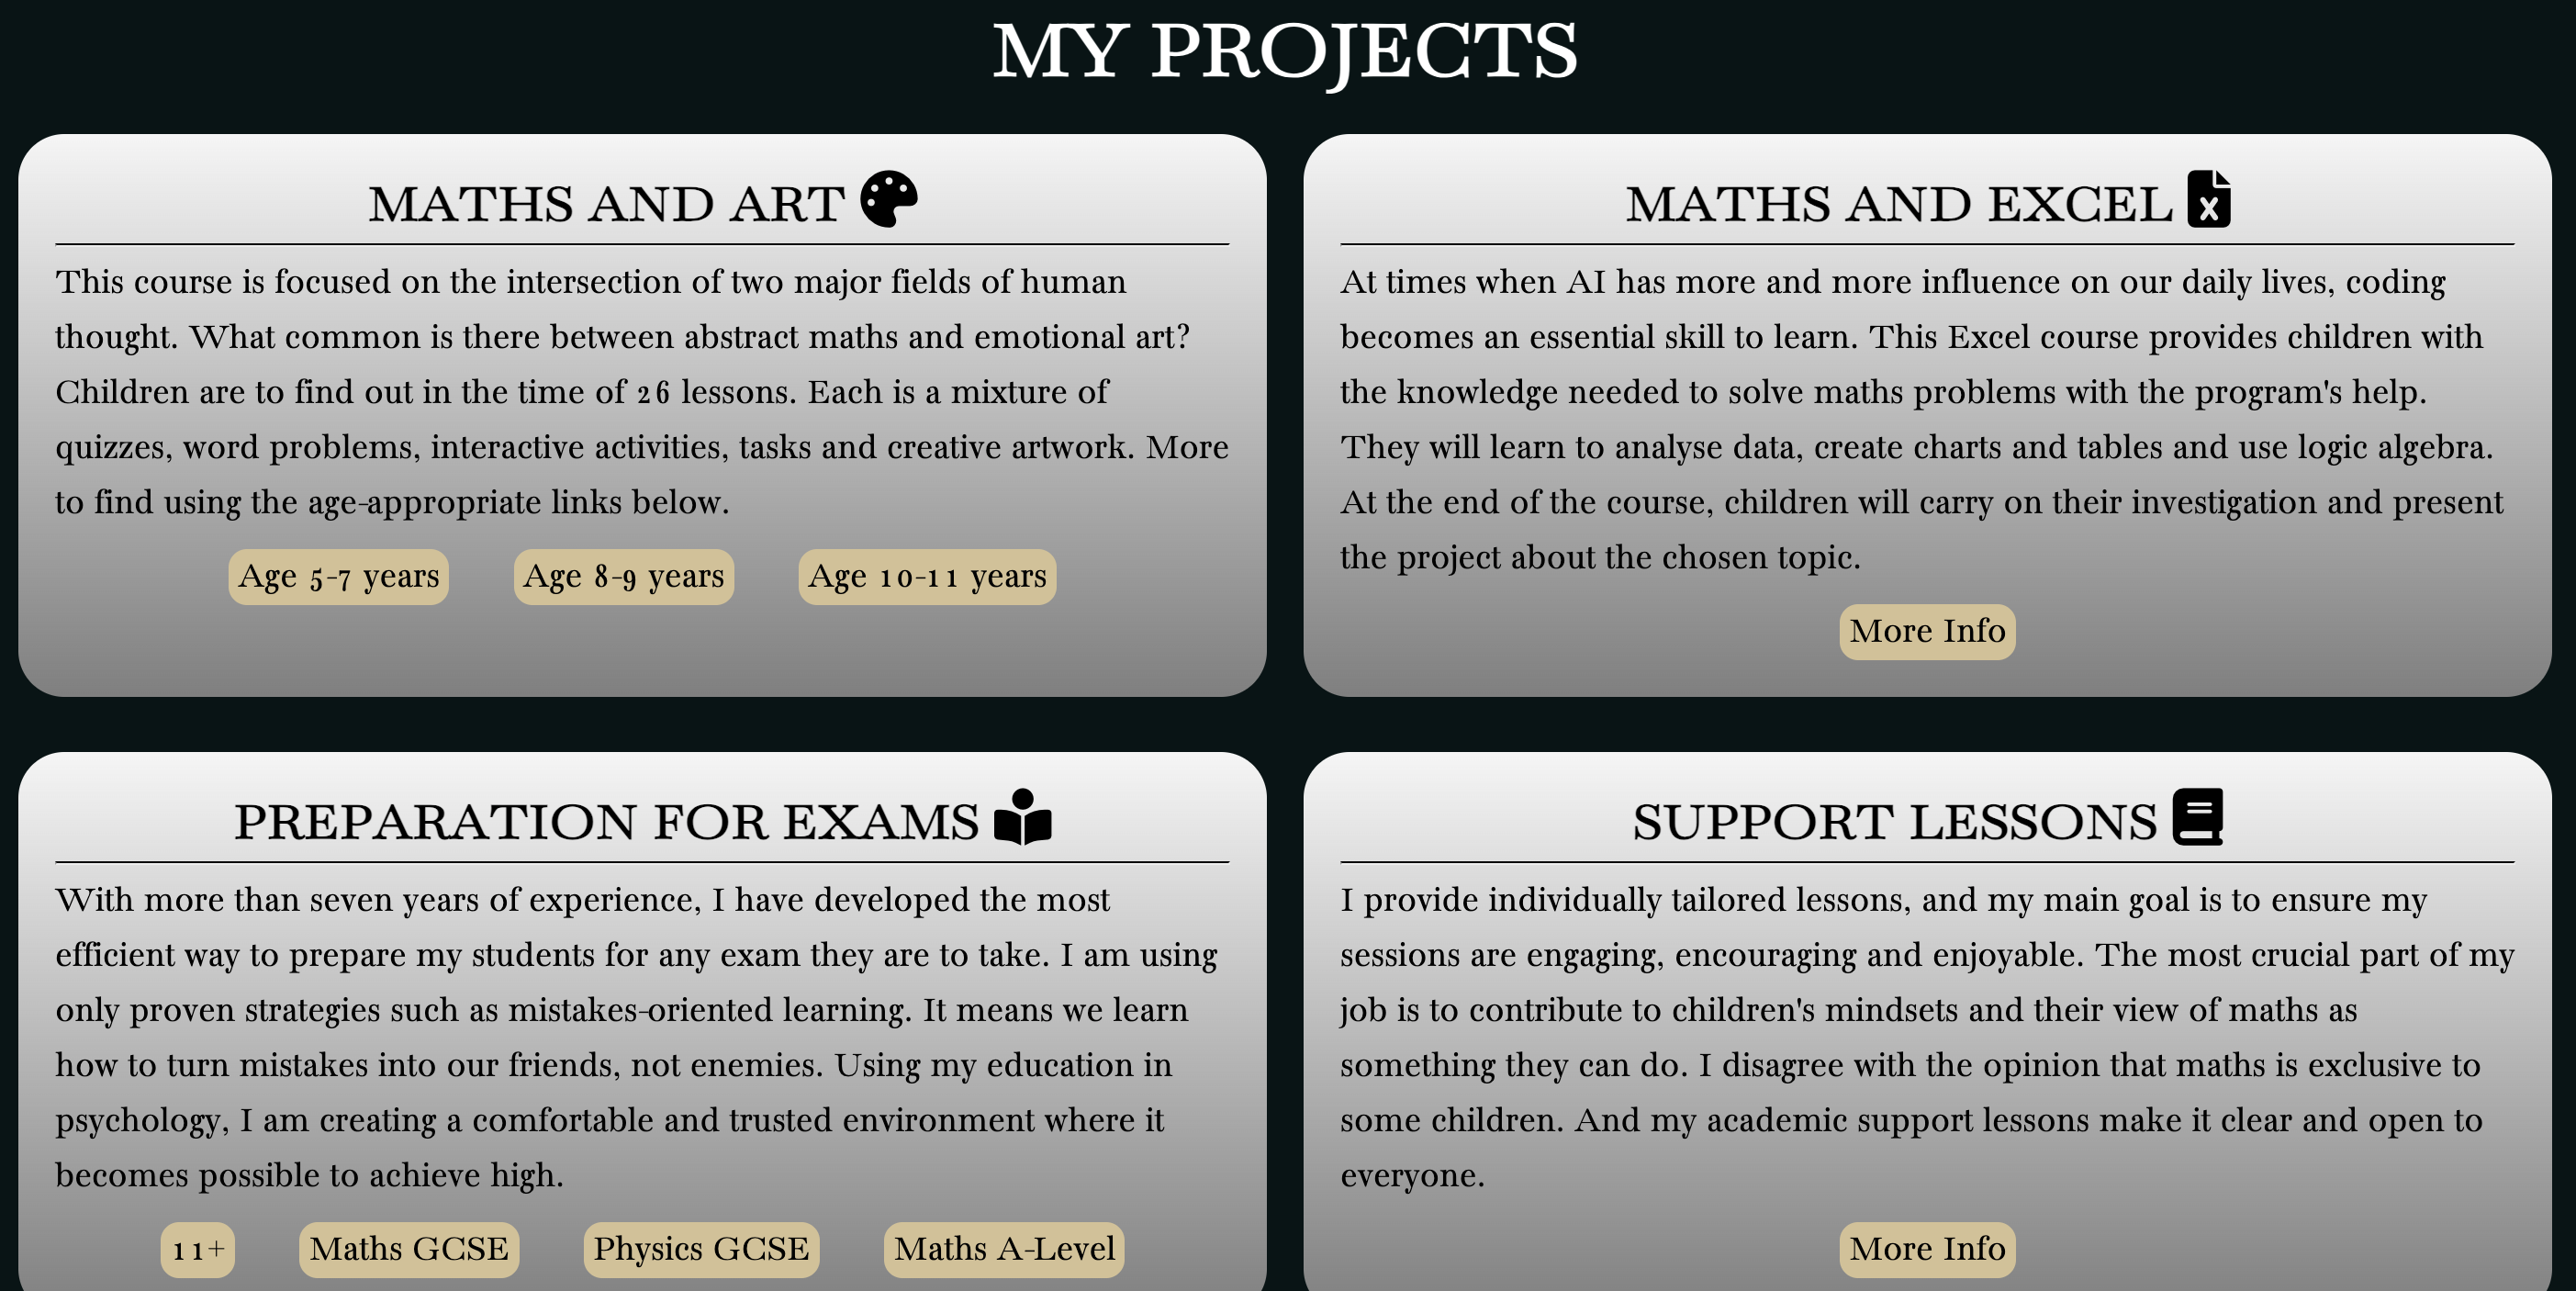 MY PROJECTS
MATHS AND ART
This course is focused on the intersection of two major fields of human
thought. What common is there between abstract maths and emotional art?
Children are to find out in the time of 26 lessons. Each is a mixture of
quizzes, word problems, interactive activities, tasks and creative artwork. More
to find using the age-appropriate links below.
Age 5-7 years
Age 8-9 years
Age 10-11 years
MATHS AND EXCEL
At times when AI has more and more influence on our daily lives, coding
becomes an essential skill to learn. This Excel course provides children with
the knowledge needed to solve maths problems with the program's help.
They will learn to analyse data, create charts and tables and use logic algebra.
At the end of the course, children will carry on their investigation and present
the project about the chosen topic.
More Info
PREPARATION FOR EXAMS
With more than seven years of experience, I have developed the most
efficient way to prepare my students for any exam they are to take. I am using
only proven strategies such as mistakes-oriented learning. It means we learn
how to turn mistakes into our friends, not enemies. Using my education in
psychology, I am creating a comfortable and trusted environment where it
becomes possible to achieve high.
11+
Maths GCSE
Physics GCSE
Maths A-Level
SUPPORT LESSONS
I provide individually tailored lessons, and my main goal is to ensure my
sessions are engaging, encouraging and enjoyable. The most crucial part of my
job is to contribute to children's mindsets and their view of maths as
something they can do. I disagree with the opinion that maths is exclusive to
some children. And my academic support lessons make it clear and open to
everyone.
More Info